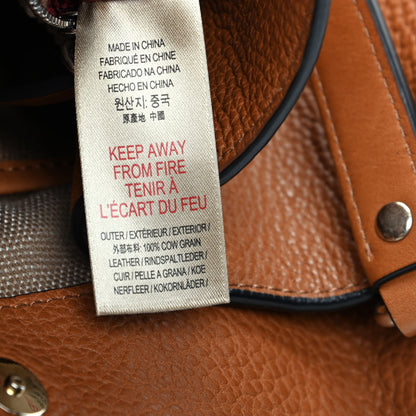 MADE IN CHINA
FABRIQUÉ EN CHINE
FABRICADO NA CHINA
HECHO EN CHINA
원산지: 중국
原產地 中國
KEEP AWAY
FROM FIRE
TENIR À
L'ÉCART DU FEU
OUTER / EXTÉRIEUR / EXTERIOR /
外部布料: 100% COW GRAIN
LEATHER / RINDSPALTLEDER /
CUIR / PELLE A GRANA / KOE
NERFLEER / KOKORNLÄDER /